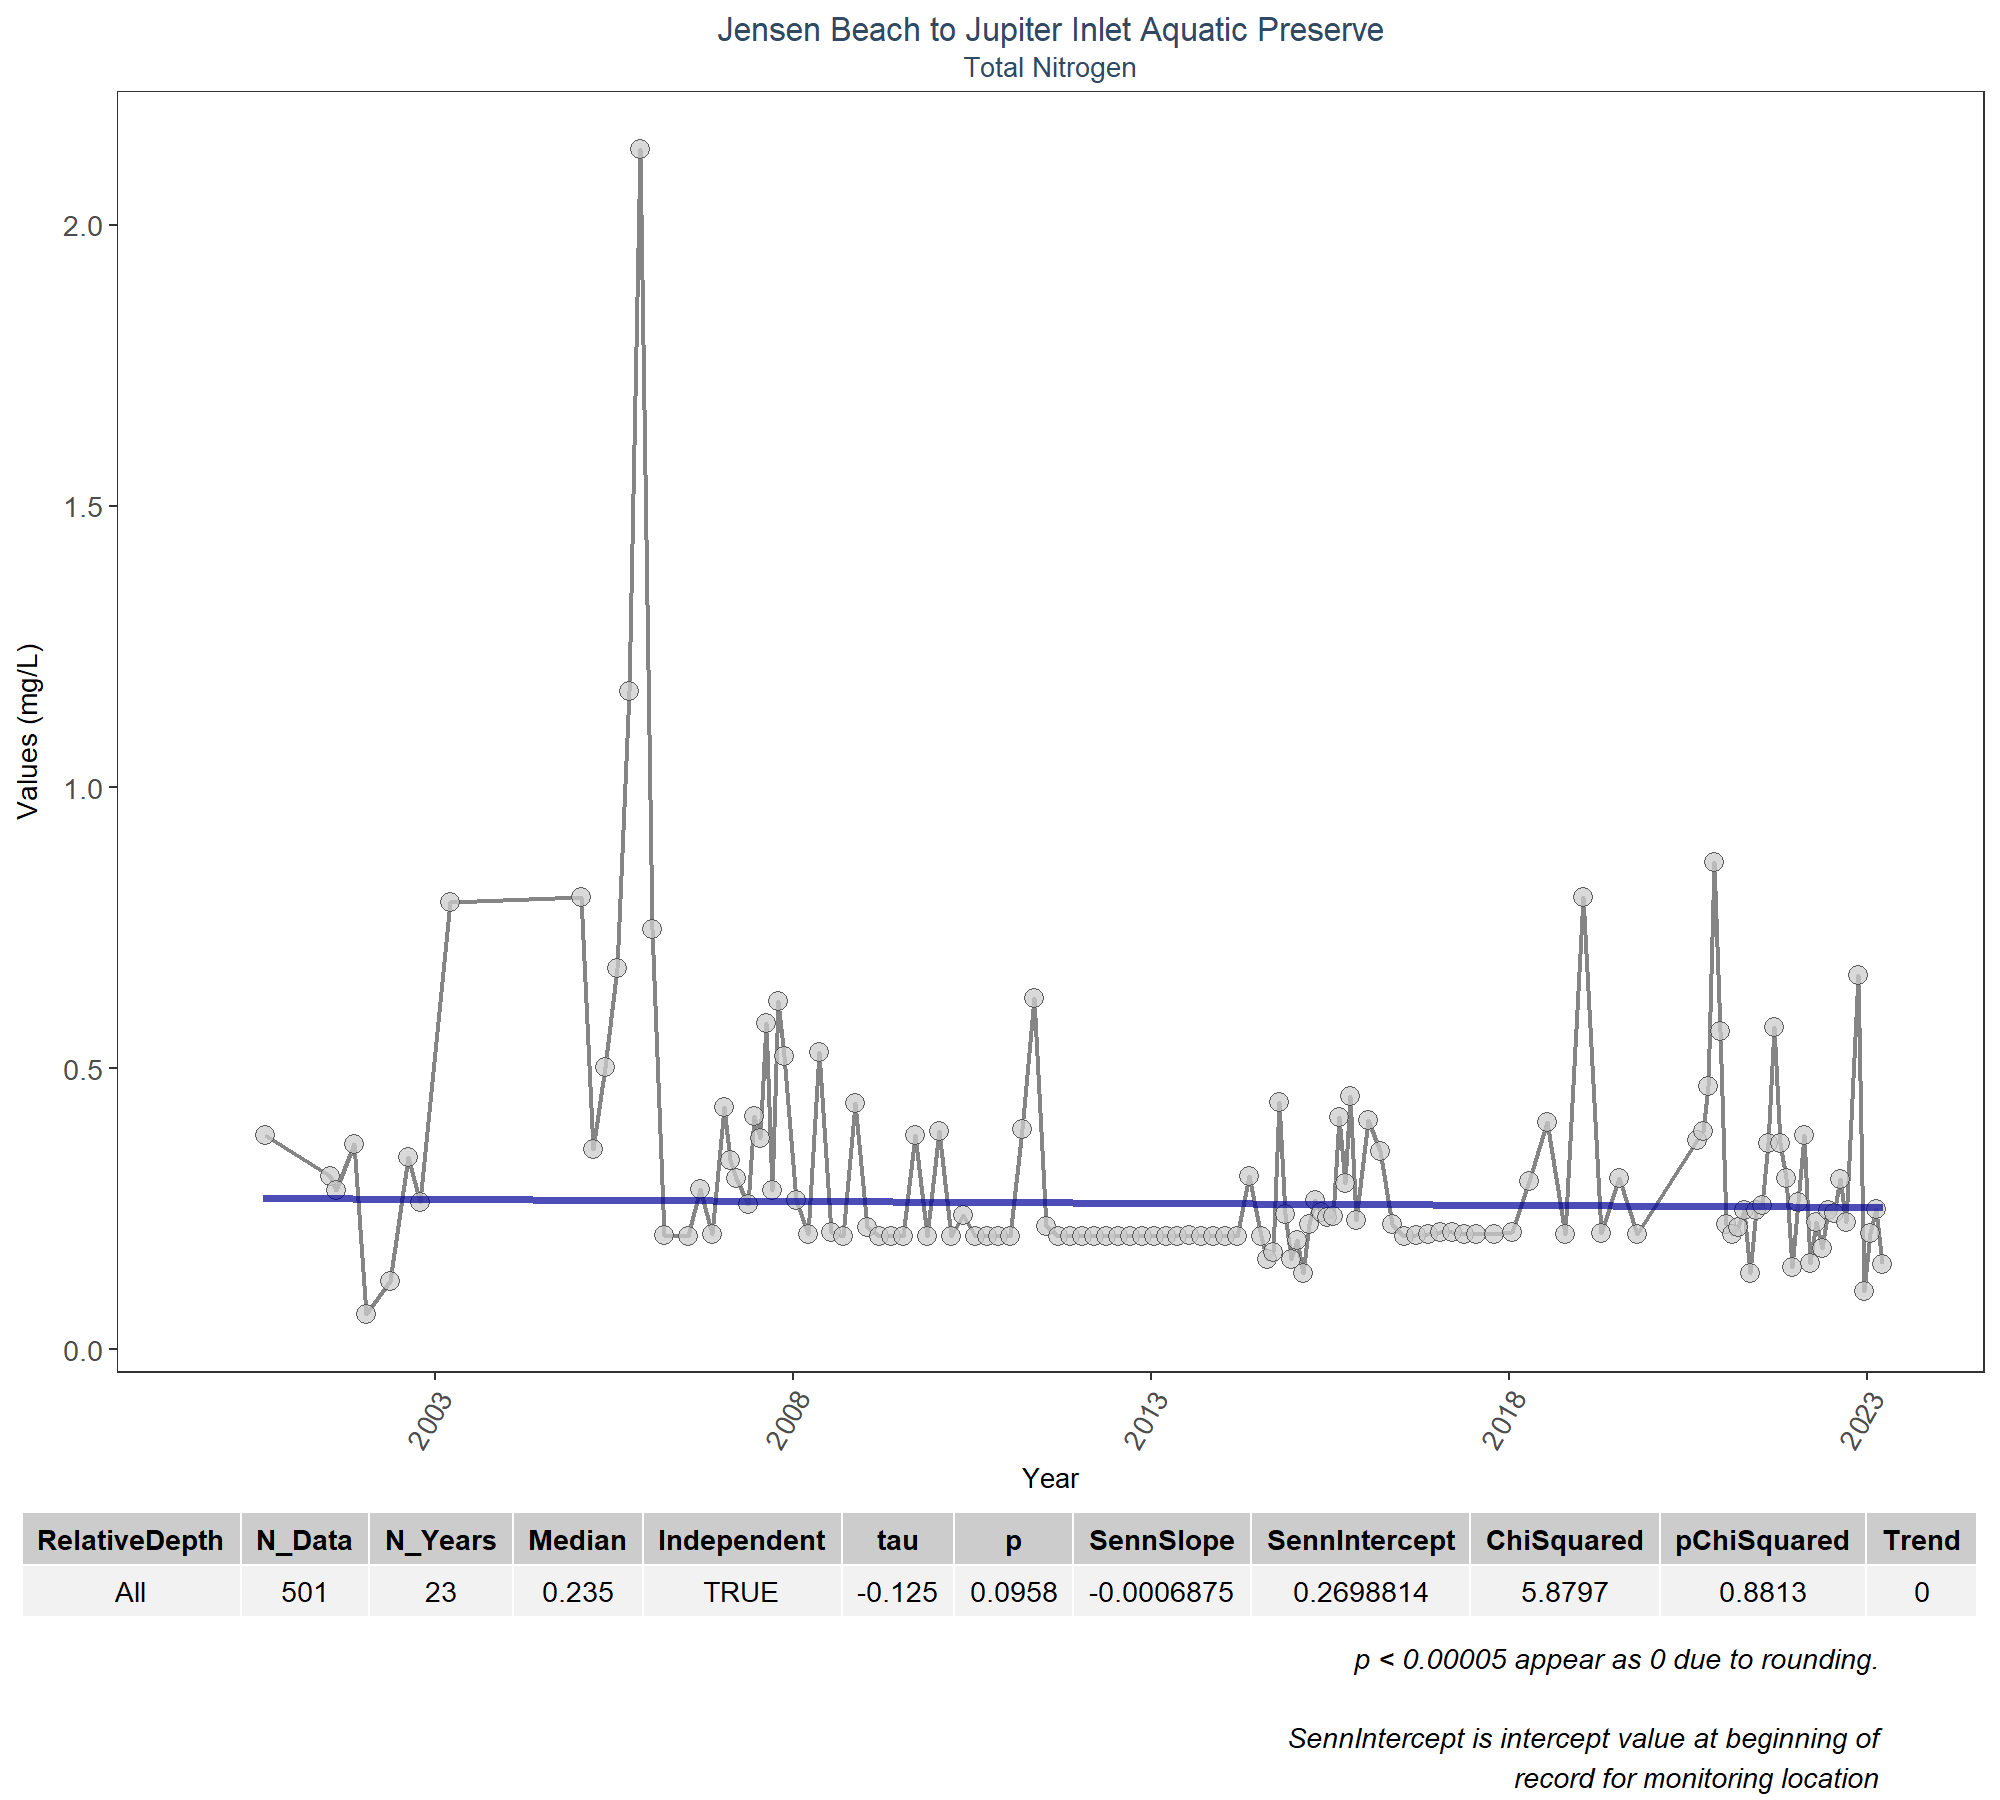 Jensen Beach to Jupiter Inlet Aquatic Preserve
Total Nitrogen
Values (mg/L)
2.0
1.5
1.0
0.5
0.0
2003 2008 2013 2018 2023
Year
RelativeDepth N_Data N_Years Median Independent tau p SennSlope SennIntercept ChiSquared pChiSquared Trend
All 501 23 0.235 TRUE -0.125 0.0958 -0.0006875 0.2698814 5.8797 0.8813 0
p < 0.00005 appear as 0 due to rounding.
SennIntercept is intercept value at beginning of
record for monitoring location